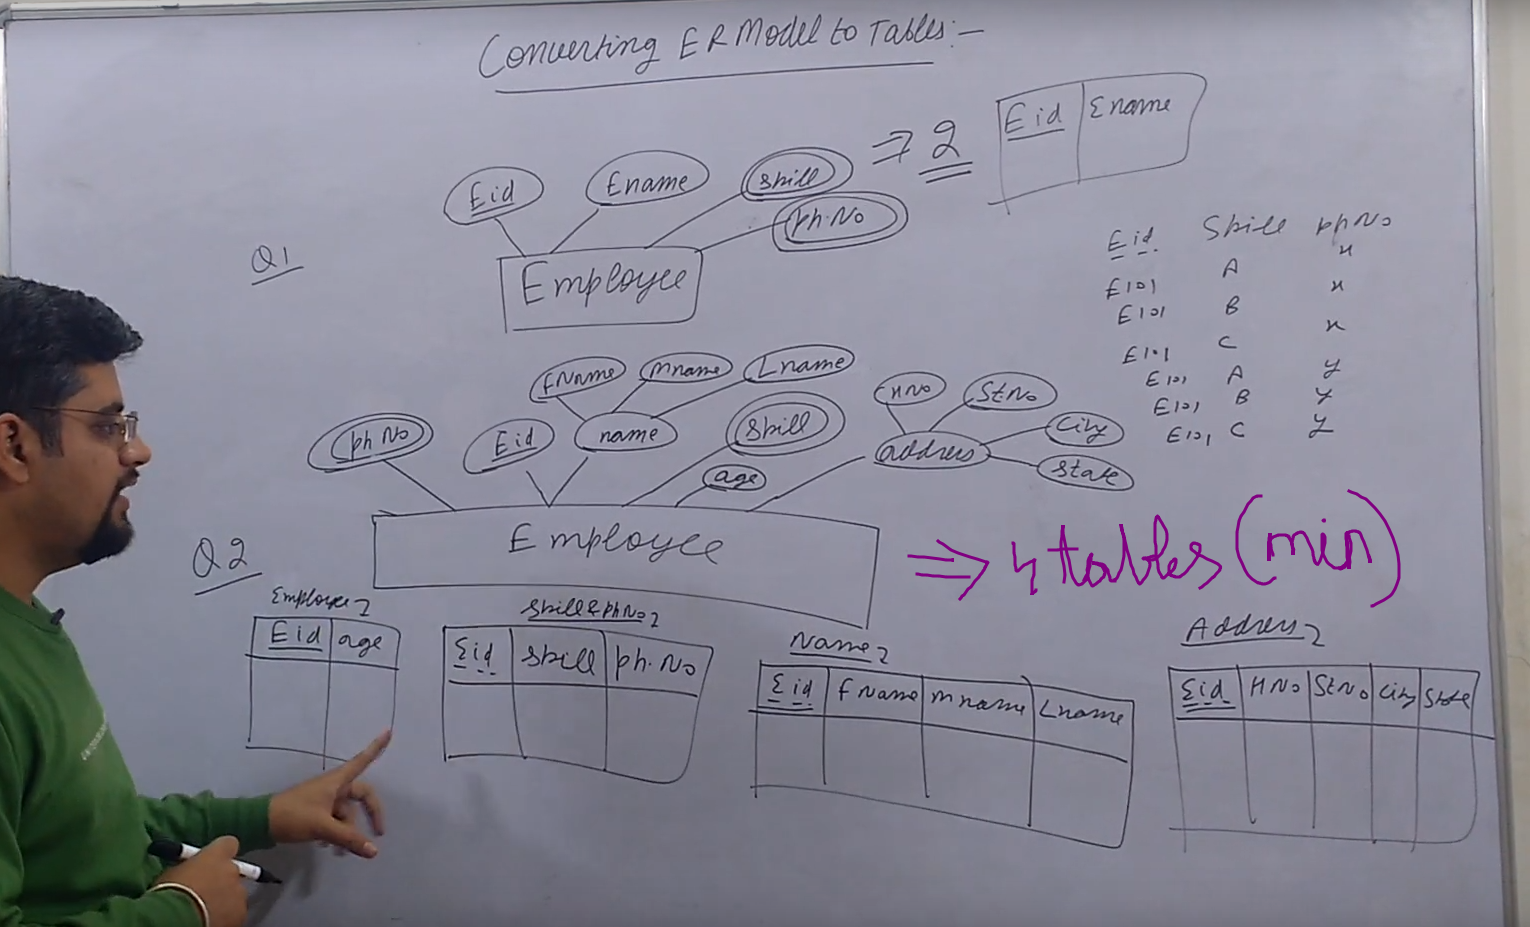 Converting ER Model to Tables:-
Eid Ename Skill ph.No
⇒ 2
Eid Ename
Q1
Employee
Eid Skill phNo
E101 A x
E101 B x
E101 C x
E101 A y
E101 B y
E101 C y
FName mname Lname
phNo Eid name Skill age address
HNo StNo City State
Q2
Employee
⇒ 4 tables (min)
Employee
Eid age
Skill & PhNo
Eid Skill ph.No
Name
Eid FName mname Lname
Address
Eid HNo StNo City State